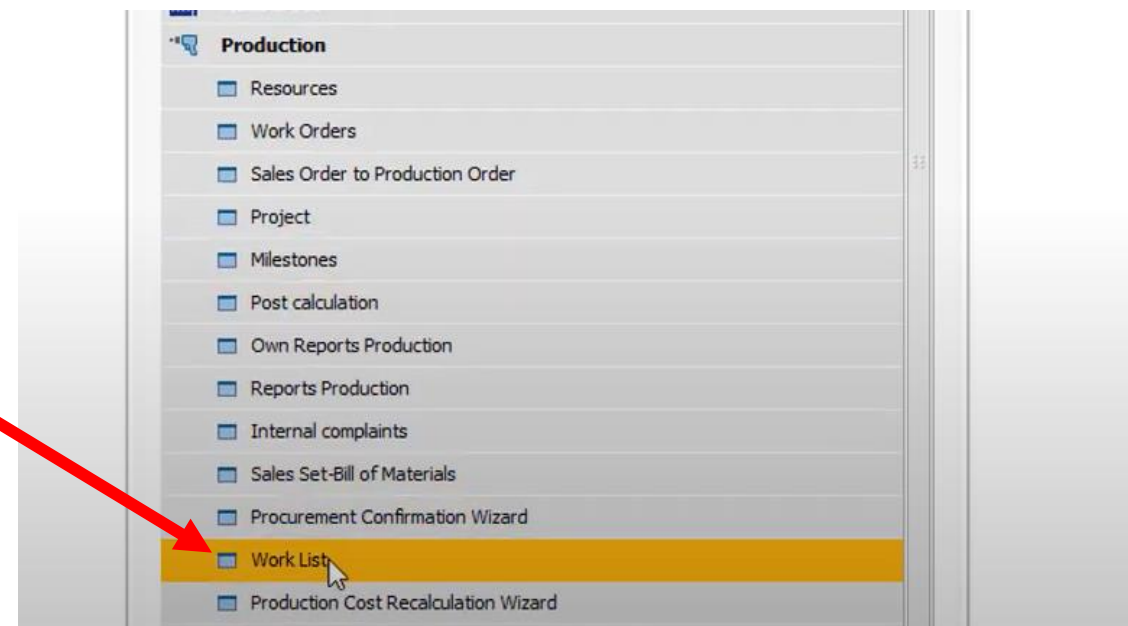 Production
Resources
Work Orders
Sales Order to Production Order
Project
Milestones
Post calculation
Own Reports Production
Reports Production
Internal complaints
Sales Set-Bill of Materials
Procurement Confirmation Wizard
Work List
Production Cost Recalculation Wizard